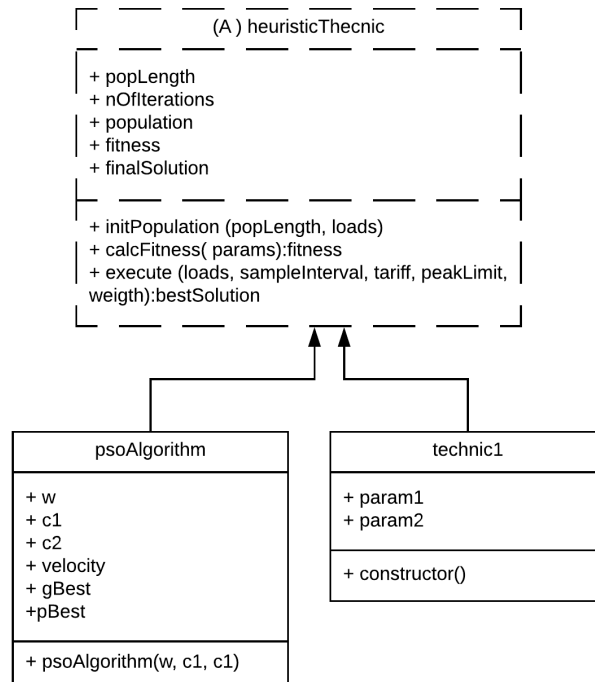 (A ) heuristicThecnic
+ popLength
+ nOfIterations
+ population
+ fitness
+ finalSolution
+ initPopulation (popLength, loads)
+ calcFitness( params):fitness
+ execute (loads, sampleInterval, tariff, peakLimit,
weigth):bestSolution
psoAlgorithm
+ w
+ c1
+ c2
+ velocity
+ gBest
+pBest
+ psoAlgorithm(w, c1, c1)
technic1
+ param1
+ param2
+ constructor()